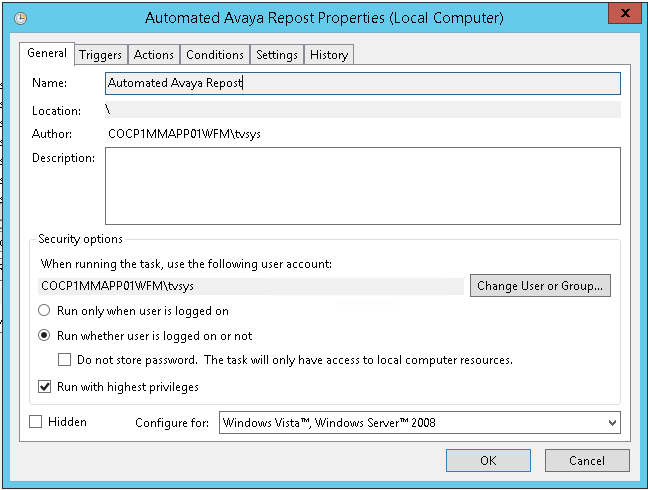 Automated Avaya Repost Properties (Local Computer)
x
General Triggers Actions Conditions Settings History
Name: Automated Avaya Repost
Location: \
Author: COCP1MMAPP01WFM\tvsys
Description:
Security options
When running the task, use the following user account:
COCP1MMAPP01WFM\tvsys Change User or Group...
Run only when user is logged on
Run whether user is logged on or not
Do not store password. The task will only have access to local computer resources.
Run with highest privileges
Hidden Configure for: Windows Vista™, Windows Server™ 2008
OK Cancel